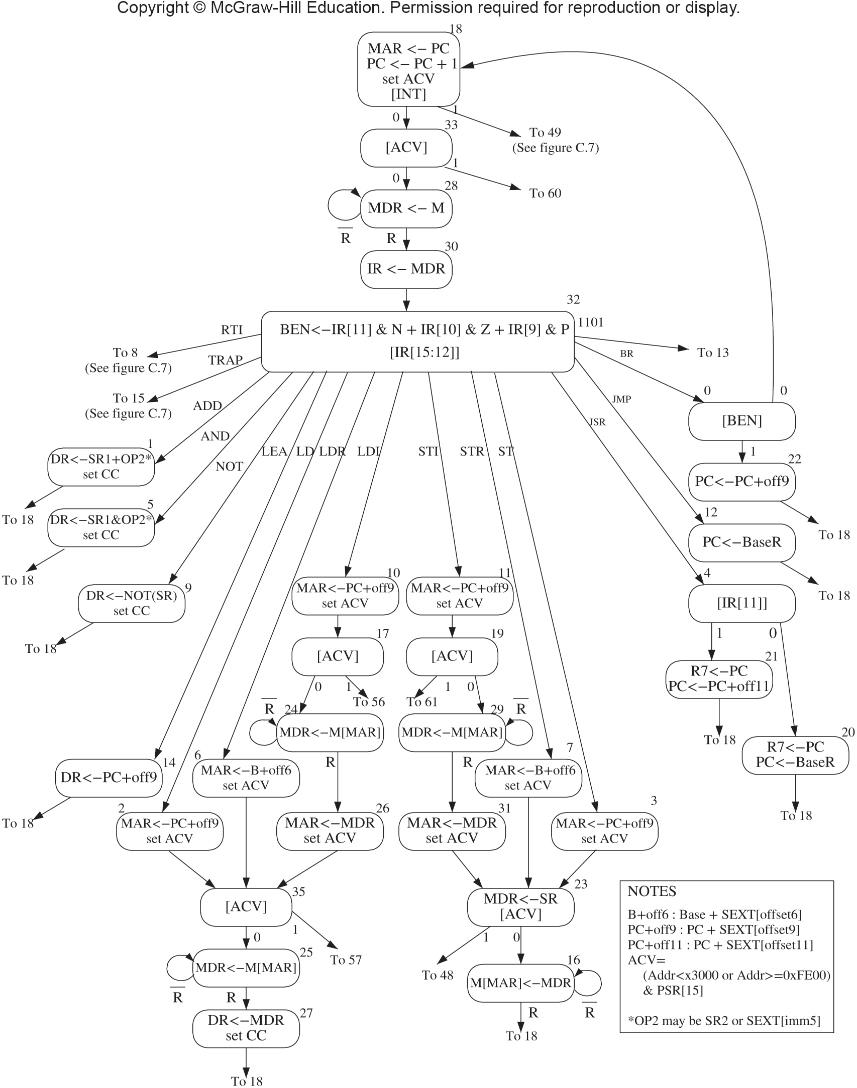 Copyright © McGraw-Hill Education. Permission required for reproduction or display.
18
MAR <- PC
PC <- PC + 1
set ACV
[INT]
0
1
To 49
(See figure C.7)
33
[ACV]
0
1
To 60
28
MDR <- M
R
R
30
IR <- MDR
32
BEN<-IR[11] & N + IR[10] & Z + IR[9] & P
[IR[15:12]]
1101
To 13
RTI
To 8
(See figure C.7)
TRAP
To 15
(See figure C.7)
ADD
AND
NOT
LEA
LD
LDR
LDI
STI
STR
ST
JSR
JMP
BR
0
0
[BEN]
1
22
PC<-PC+off9
To 18
12
PC<-BaseR
To 18
4
[IR[11]]
1
0
21
R7<-PC
PC<-PC+off11
To 18
20
R7<-PC
PC<-BaseR
To 18
1
DR<-SR1+OP2*
set CC
To 18
5
DR<-SR1&OP2*
set CC
To 18
9
DR<-NOT(SR)
set CC
To 18
10
MAR<-PC+off9
set ACV
11
MAR<-PC+off9
set ACV
17
[ACV]
0
1
To 56
19
[ACV]
1
0
To 61
24
MDR<-M[MAR]
R
R
29
MDR<-M[MAR]
R
R
14
DR<-PC+off9
To 18
6
MAR<-B+off6
set ACV
7
MAR<-B+off6
set ACV
2
MAR<-PC+off9
set ACV
26
MAR<-MDR
set ACV
31
MAR<-MDR
set ACV
3
MAR<-PC+off9
set ACV
35
[ACV]
0
1
To 57
23
MDR<-SR
[ACV]
1
0
To 48
25
MDR<-M[MAR]
R
R
16
M[MAR]<-MDR
R
R
To 18
27
DR<-MDR
set CC
To 18
NOTES
B+off6 : Base + SEXT[offset6]
PC+off9 : PC + SEXT[offset9]
PC+off11 : PC + SEXT[offset11]
ACV=
(Addr<x3000 or Addr>=0xFE00)
& PSR[15]
*OP2 may be SR2 or SEXT[imm5]